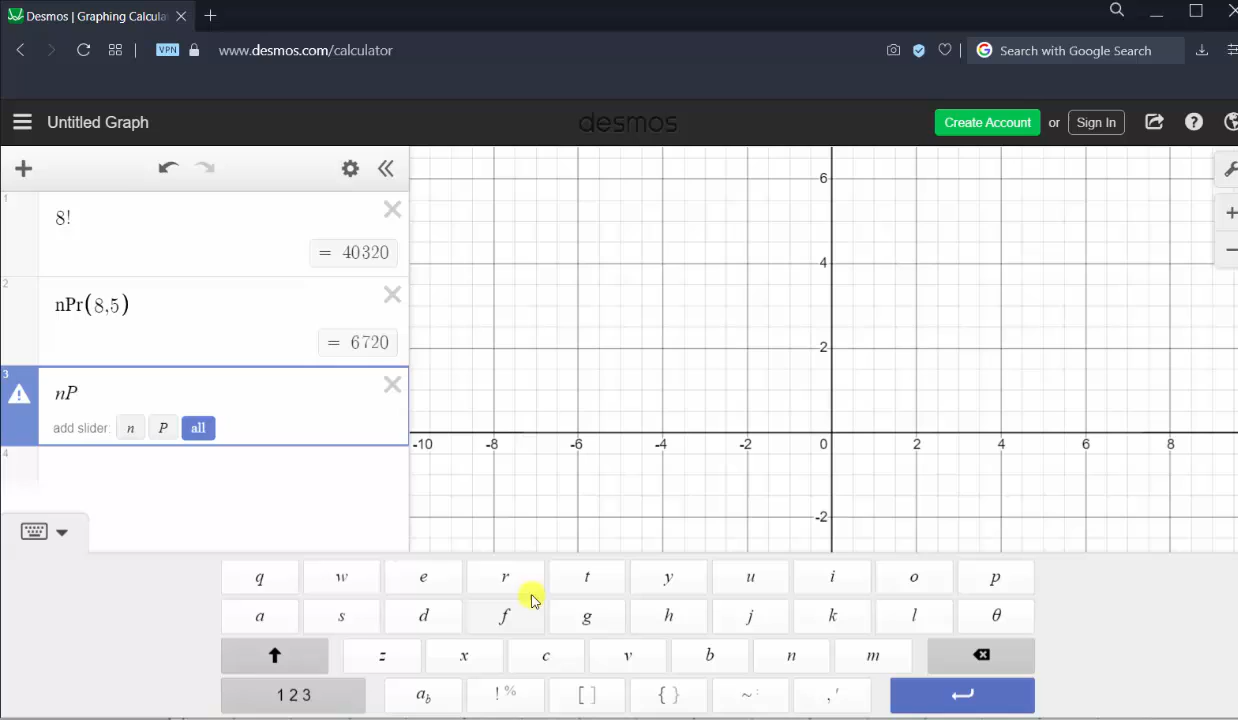 Desmos | Graphing Calcula
VPN www.desmos.com/calculator Search with Google Search
Untitled Graph desmos Create Account or Sign In
1
8!
= 40320
2
nPr(8,5)
= 6720
3
nP
add slider: n P all
4
6
4
2
-10 -8 -6 -4 -2 0 2 4 6 8
-2
q w e r t y u i o p
a s d f g h j k l θ
z x c v b n m
1 2 3 a_b ! % [ ] { } ~ : , '